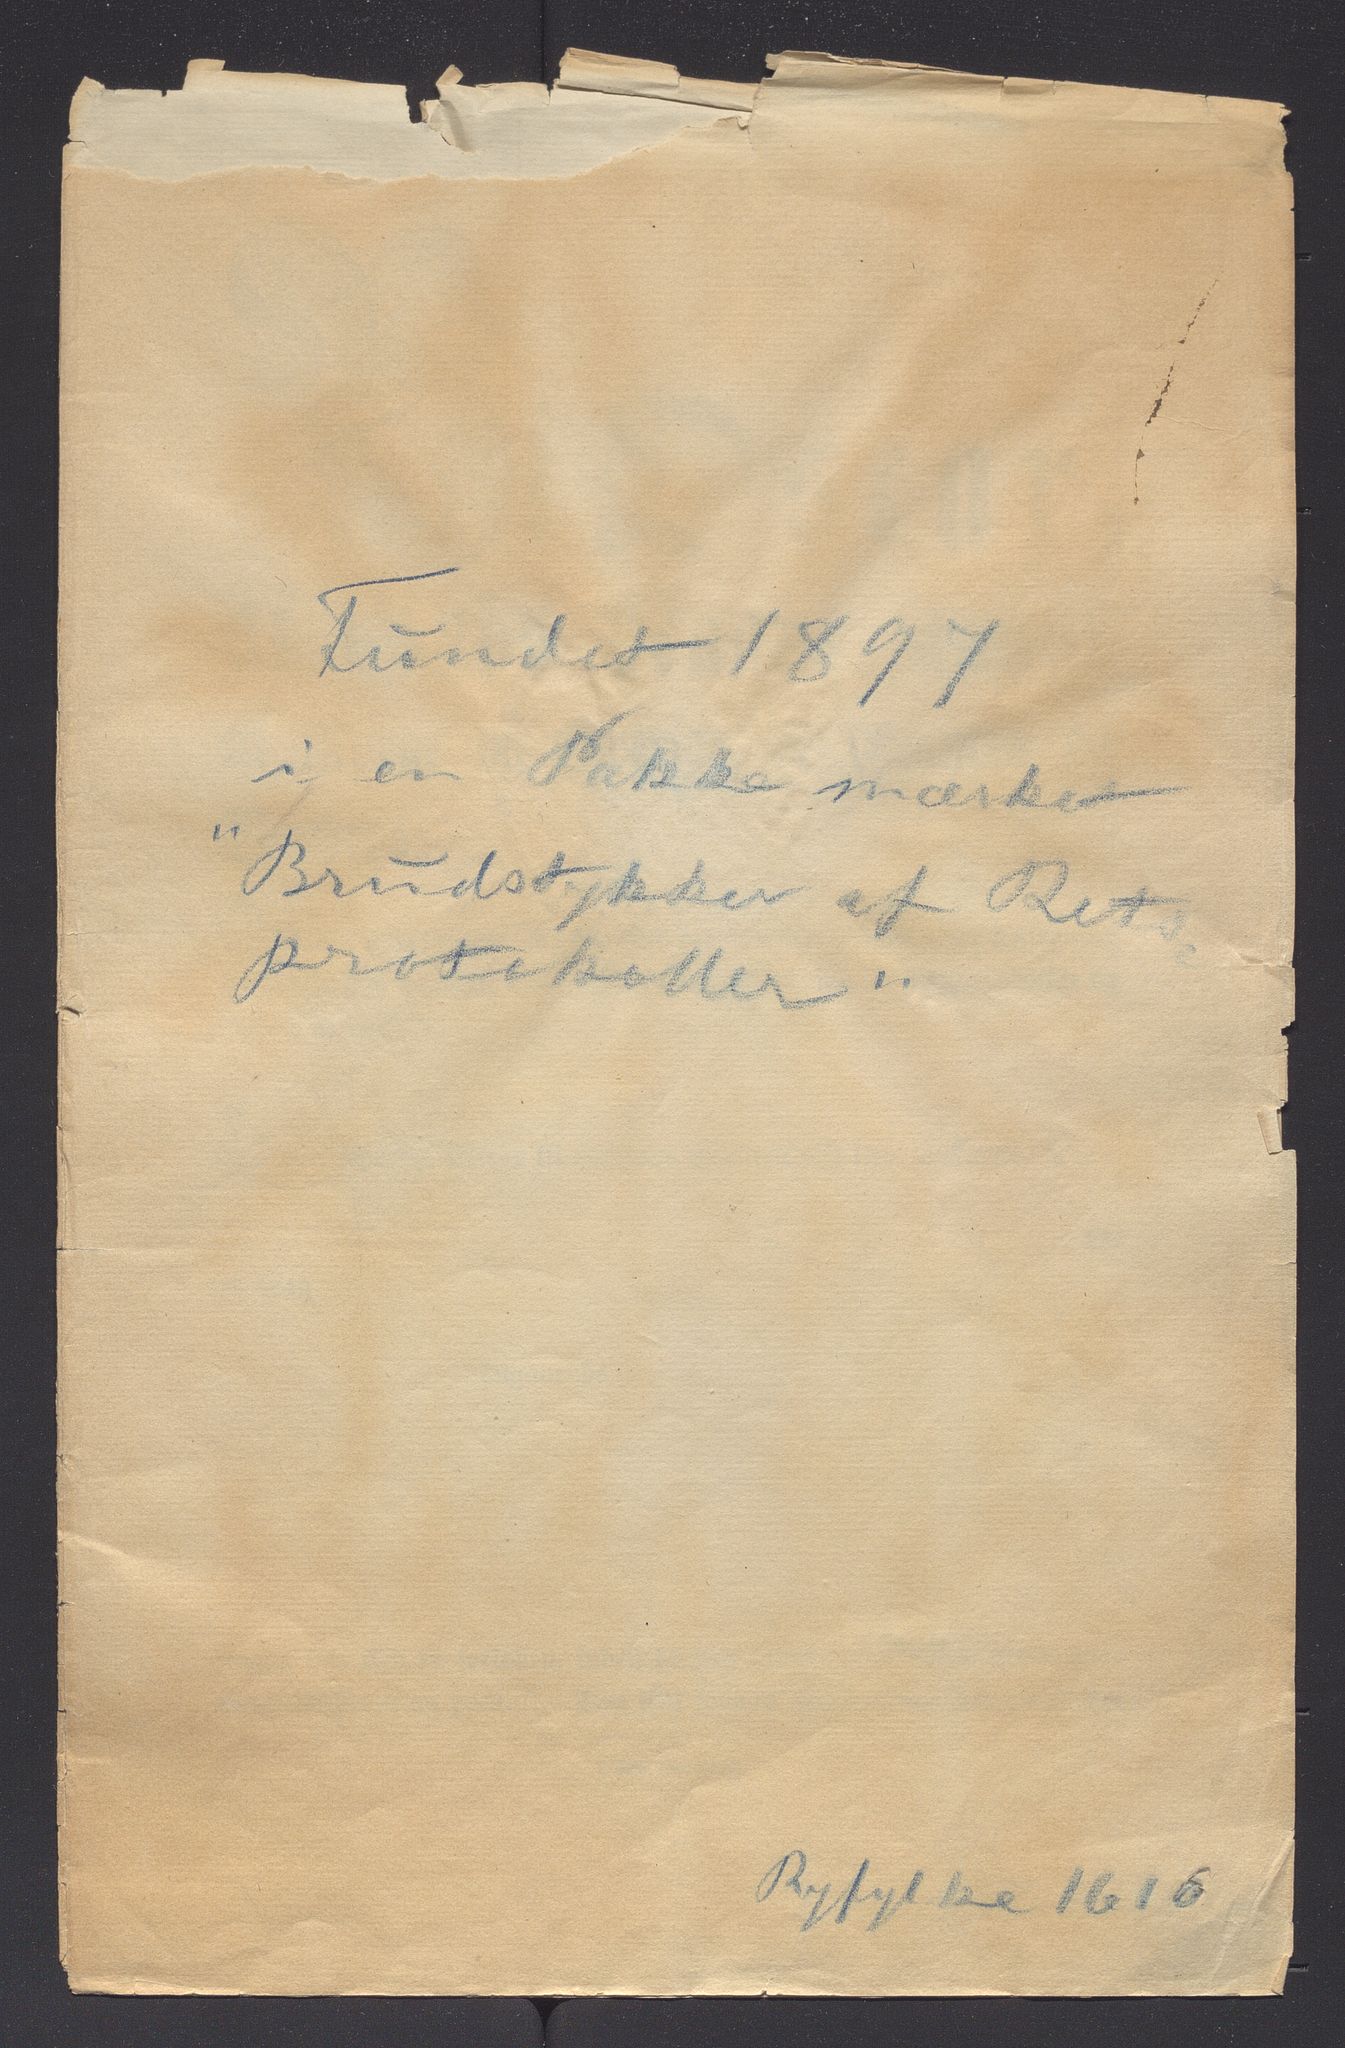 Fundet 1897
i en Pakke mærket
"Brudstykker af Rets-
protokoller"
Ryfylke 1616